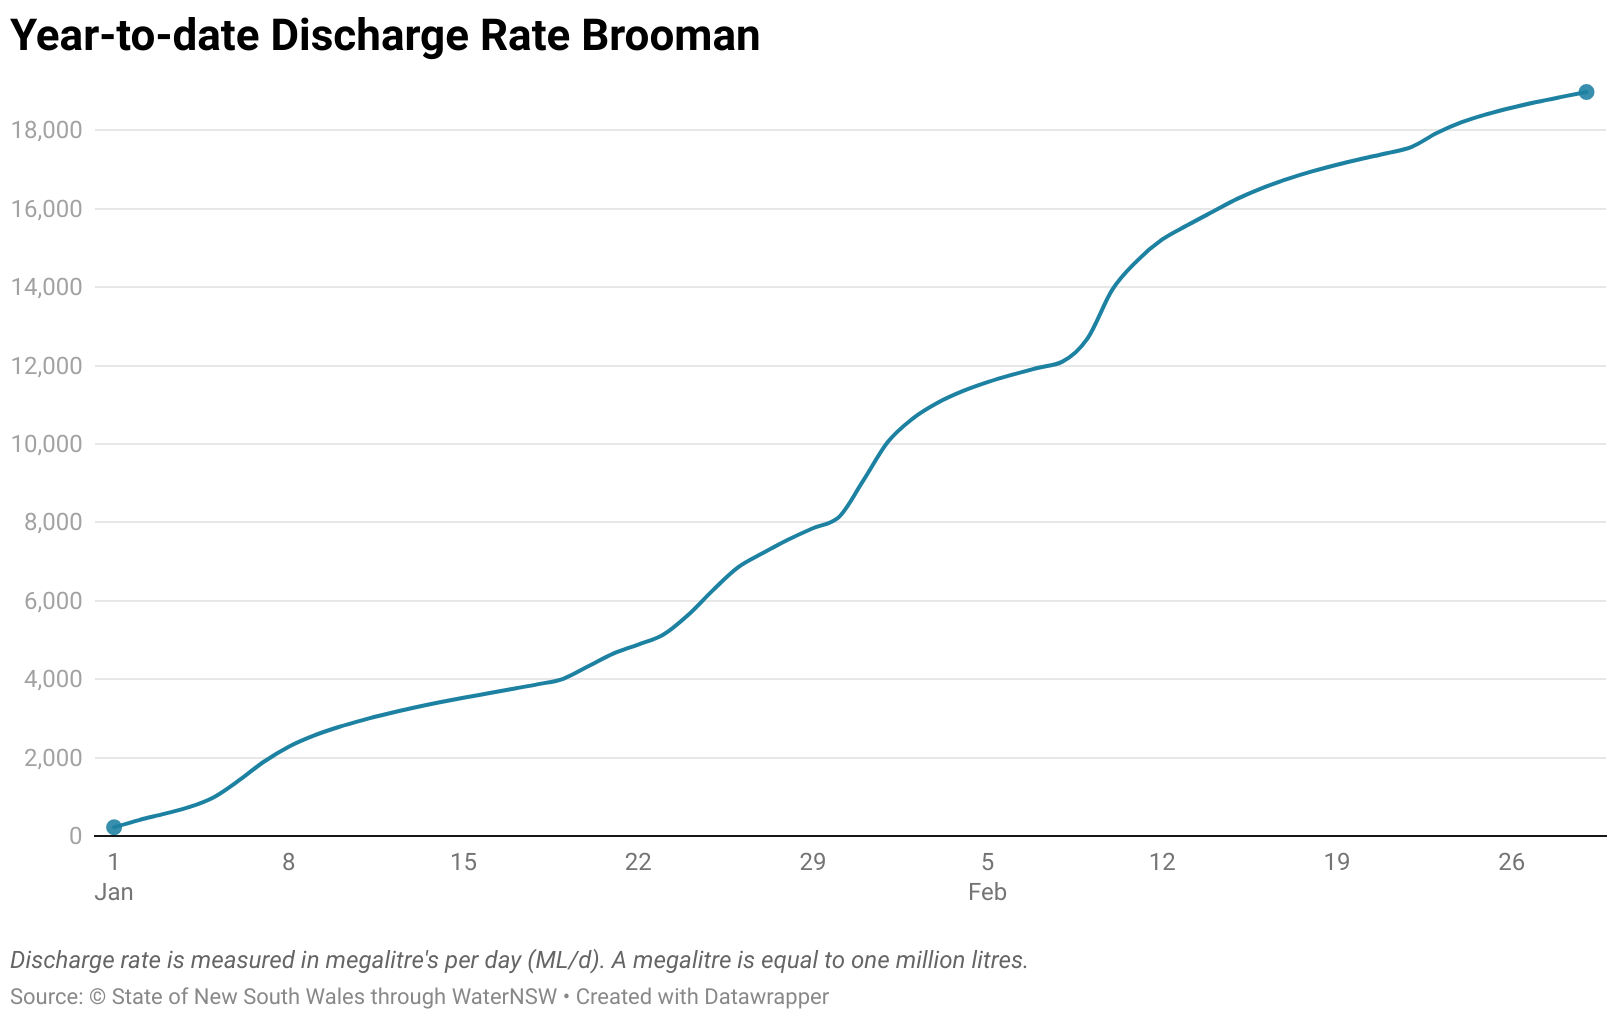 Year-to-date Discharge Rate Brooman
18,000
16,000
14,000
12,000
10,000
8,000
6,000
4,000
2,000
0
1 8 15 22 29 5 12 19 26
Jan Feb
Discharge rate is measured in megalitre's per day (ML/d). A megalitre is equal to one million litres.
Source: © State of New South Wales through WaterNSW • Created with Datawrapper